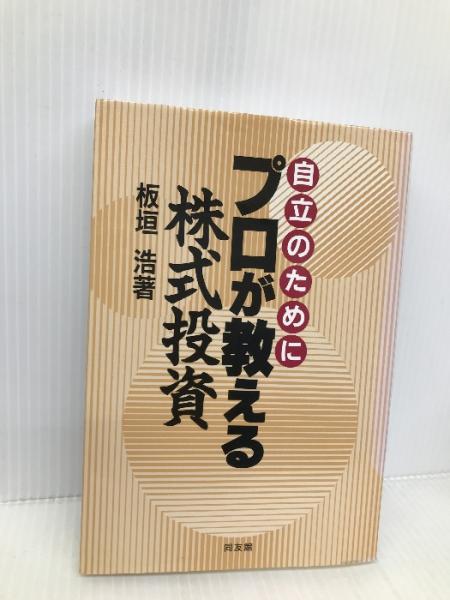 自立のために
プロが教える
株式投資
板垣 浩著
同友館